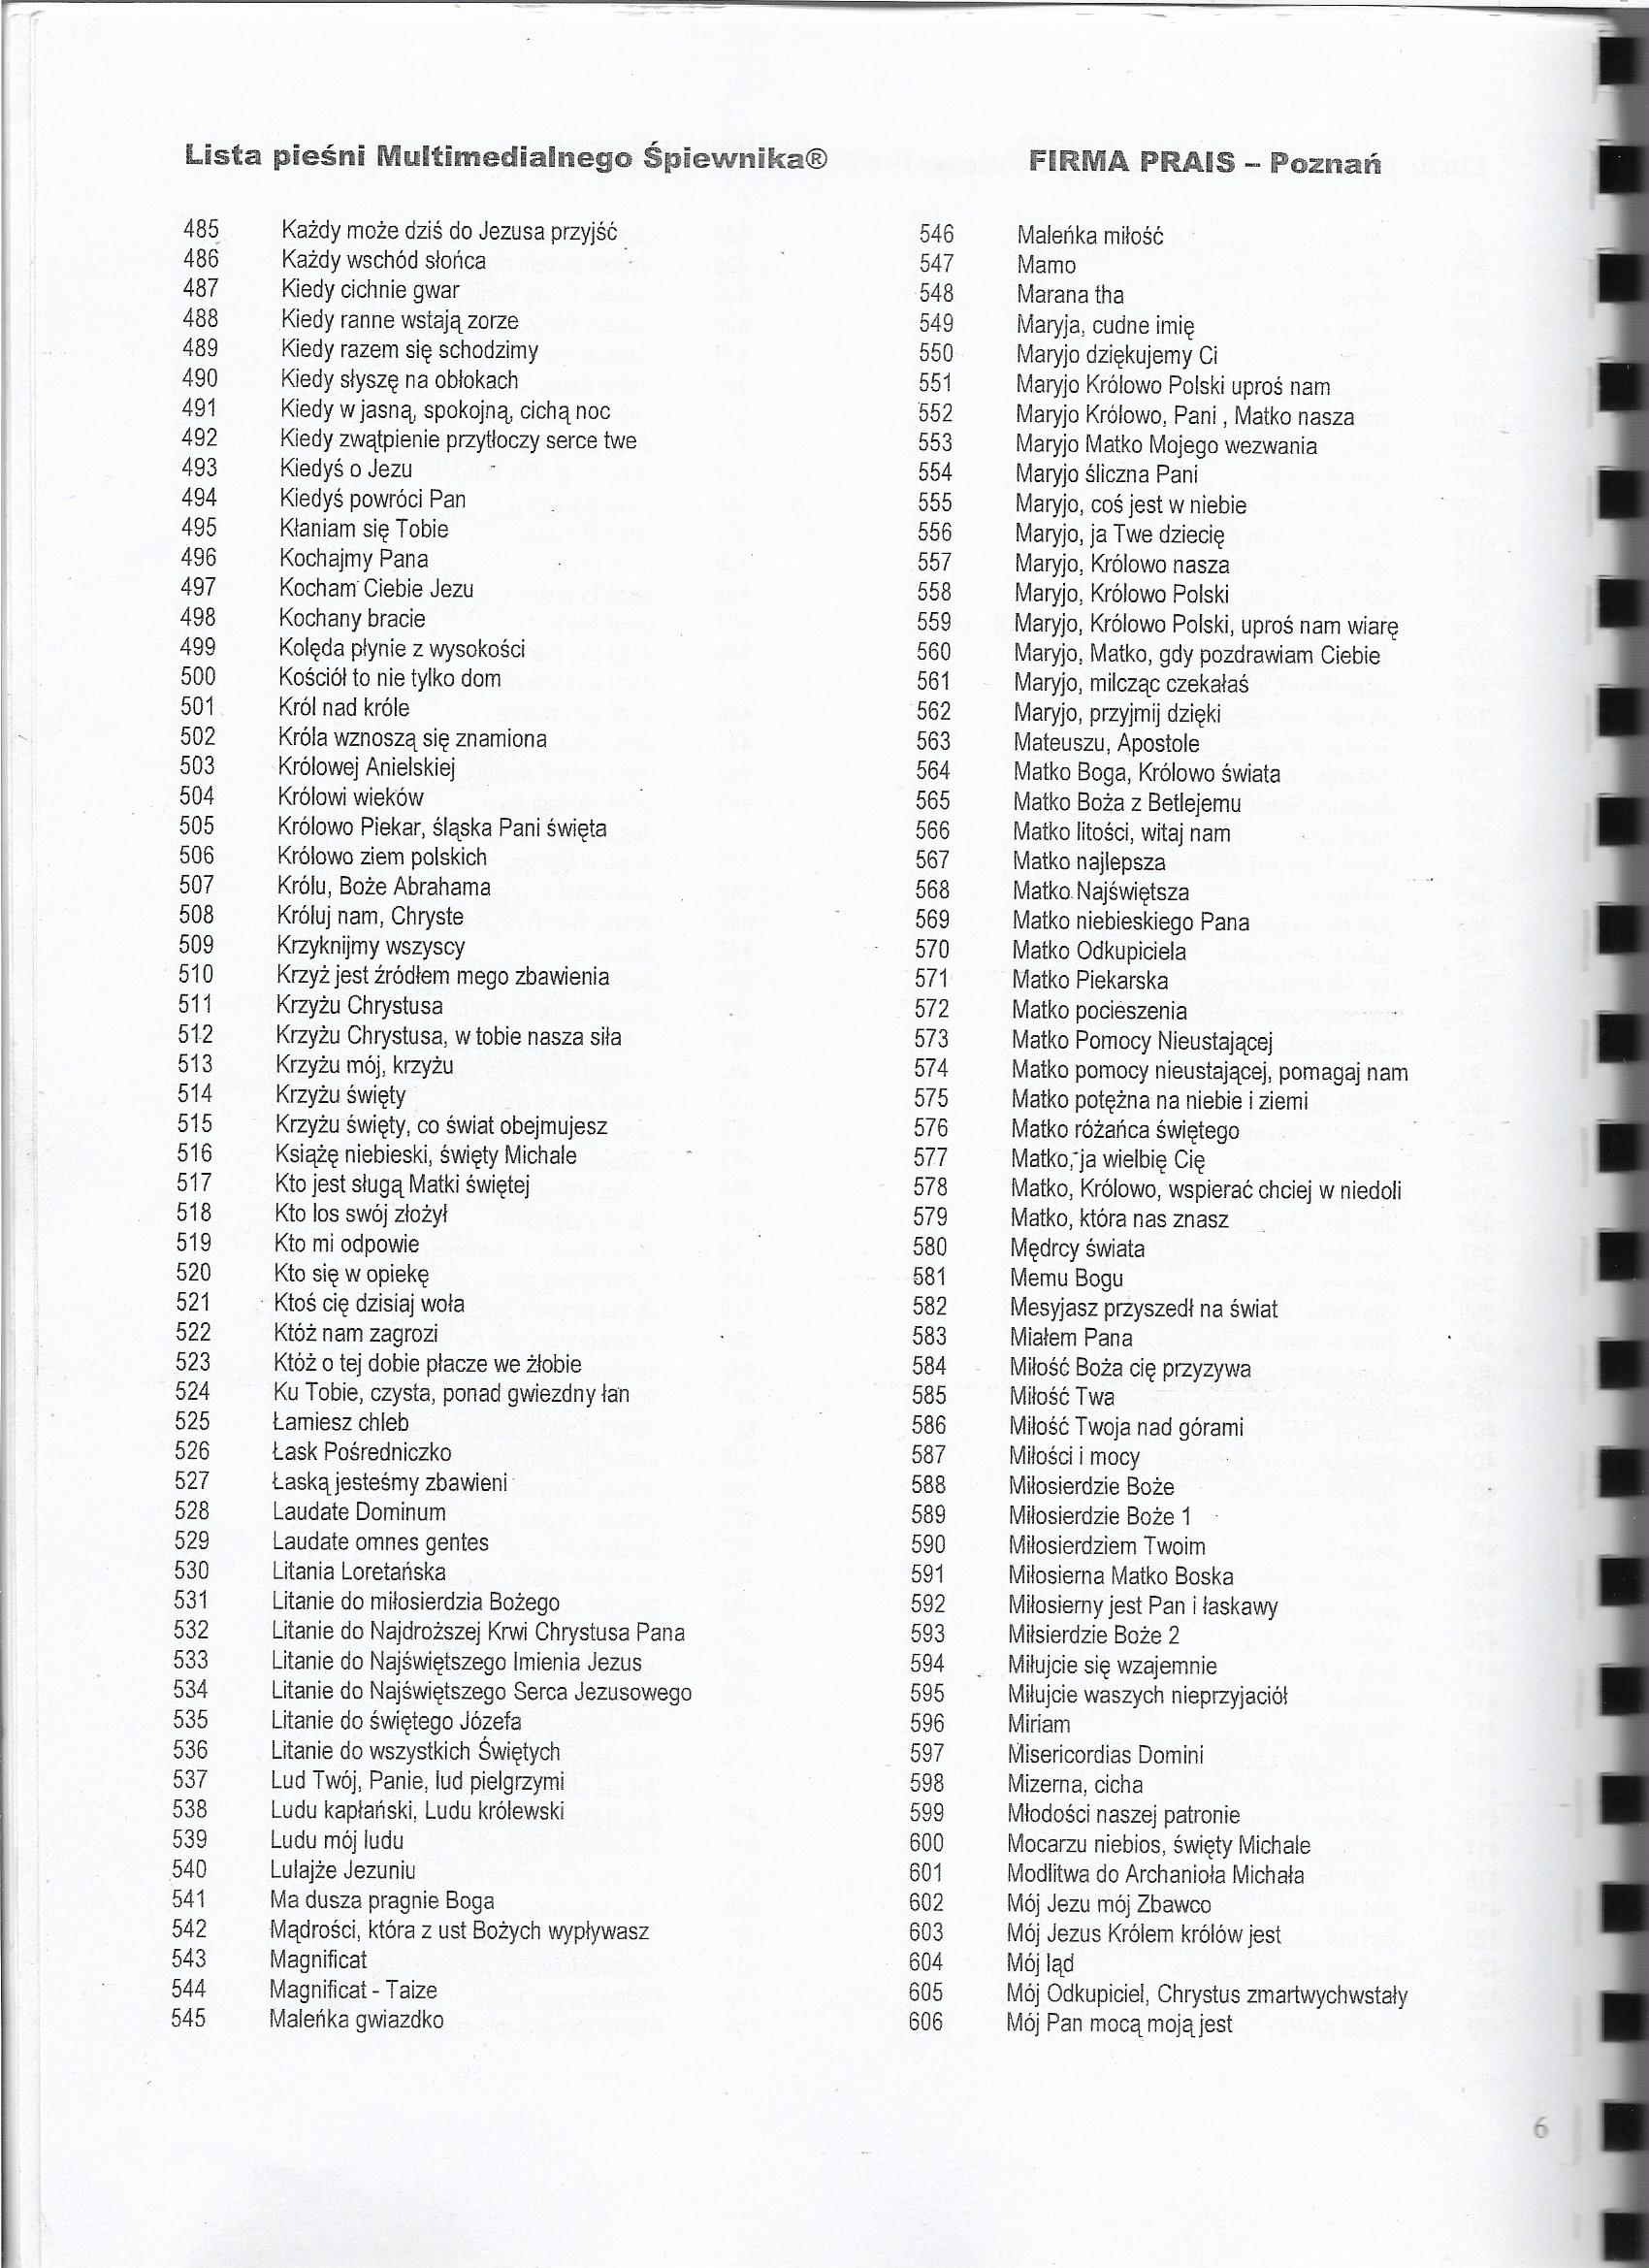 Lista pieśni Multimedialnego Śpiewnika®
FIRMA PRAIS – Poznań
485 Każdy może dziś do Jezusa przyjść
486 Każdy wschód słońca
487 Kiedy cichnie gwar
488 Kiedy ranne wstają zorze
489 Kiedy razem się schodzimy
490 Kiedy słyszę na obłokach
491 Kiedy w jasną, spokojną, cichą noc
492 Kiedy zwątpienie przytłoczy serce twe
493 Kiedyś o Jezu
494 Kiedyś powróci Pan
495 Kłaniam się Tobie
496 Kochajmy Pana
497 Kocham Ciebie Jezu
498 Kochany bracie
499 Kolęda płynie z wysokości
500 Kościół to nie tylko dom
501 Król nad króle
502 Króla wznoszą się znamiona
503 Królowej Anielskiej
504 Królowi wieków
505 Królowo Piekar, śląska Pani święta
506 Królowo ziem polskich
507 Królu, Boże Abrahama
508 Króluj nam, Chryste
509 Krzyknijmy wszyscy
510 Krzyż jest źródłem mego zbawienia
511 Krzyżu Chrystusa
512 Krzyżu Chrystusa, w tobie nasza siła
513 Krzyżu mój, krzyżu
514 Krzyżu święty
515 Krzyżu święty, co świat obejmujesz
516 Książę niebieski, święty Michale
517 Kto jest sługą Matki świętej
518 Kto los swój złożył
519 Kto mi odpowie
520 Kto się w opiekę
521 Ktoś cię dzisiaj woła
522 Któż nam zagrozi
523 Któż o tej dobie płacze we żłobie
524 Ku Tobie, czysta, ponad gwiezdny łan
525 Łamiesz chleb
526 Łask Pośredniczko
527 Łaską jesteśmy zbawieni
528 Laudate Dominum
529 Laudate omnes gentes
530 Litania Loretańska
531 Litanie do miłosierdzia Bożego
532 Litanie do Najdroższej Krwi Chrystusa Pana
533 Litanie do Najświętszego Imienia Jezus
534 Litanie do Najświętszego Serca Jezusowego
535 Litanie do świętego Józefa
536 Litanie do wszystkich Świętych
537 Lud Twój, Panie, lud pielgrzymi
538 Ludu kapłański, Ludu królewski
539 Ludu mój ludu
540 Lulajże Jezuniu
541 Ma dusza pragnie Boga
542 Mądrości, która z ust Bożych wypływasz
543 Magnificat
544 Magnificat - Taize
545 Maleńka gwiazdko
546 Maleńka miłość
547 Mamo
548 Marana tha
549 Maryja, cudne imię
550 Maryjo dziękujemy Ci
551 Maryjo Królowo Polski uproś nam
552 Maryjo Królowo, Pani , Matko nasza
553 Maryjo Matko Mojego wezwania
554 Maryjo śliczna Pani
555 Maryjo, coś jest w niebie
556 Maryjo, ja Twe dziecię
557 Maryjo, Królowo nasza
558 Maryjo, Królowo Polski
559 Maryjo, Królowo Polski, uproś nam wiarę
560 Maryjo, Matko, gdy pozdrawiam Ciebie
561 Maryjo, milcząc czekałaś
562 Maryjo, przyjmij dzięki
563 Mateuszu, Apostole
564 Matko Boga, Królowo świata
565 Matko Boża z Betlejemu
566 Matko litości, witaj nam
567 Matko najlepsza
568 Matko Najświętsza
569 Matko niebieskiego Pana
570 Matko Odkupiciela
571 Matko Piekarska
572 Matko pocieszenia
573 Matko Pomocy Nieustającej
574 Matko pomocy nieustającej, pomagaj nam
575 Matko potężna na niebie i ziemi
576 Matko różańca świętego
577 Matko, ja wielbię Cię
578 Matko, Królowo, wspierać chciej w niedoli
579 Matko, która nas znasz
580 Mędrcy świata
581 Memu Bogu
582 Mesyjasz przyszedł na świat
583 Miałem Pana
584 Miłość Boża cię przyzywa
585 Miłość Twa
586 Miłość Twoja nad górami
587 Miłości i mocy
588 Miłosierdzie Boże
589 Miłosierdzie Boże 1
590 Miłosierdziem Twoim
591 Miłosierna Matko Boska
592 Miłosierny jest Pan i łaskawy
593 Miłsierdzie Boże 2
594 Miłujcie się wzajemnie
595 Miłujcie waszych nieprzyjaciół
596 Miriam
597 Misericordias Domini
598 Mizerna, cicha
599 Młodości naszej patronie
600 Mocarzu niebios, święty Michale
601 Modlitwa do Archanioła Michała
602 Mój Jezu mój Zbawco
603 Mój Jezus Królem królów jest
604 Mój ląd
605 Mój Odkupiciel, Chrystus zmartwychwstały
606 Mój Pan mocą moją jest
6